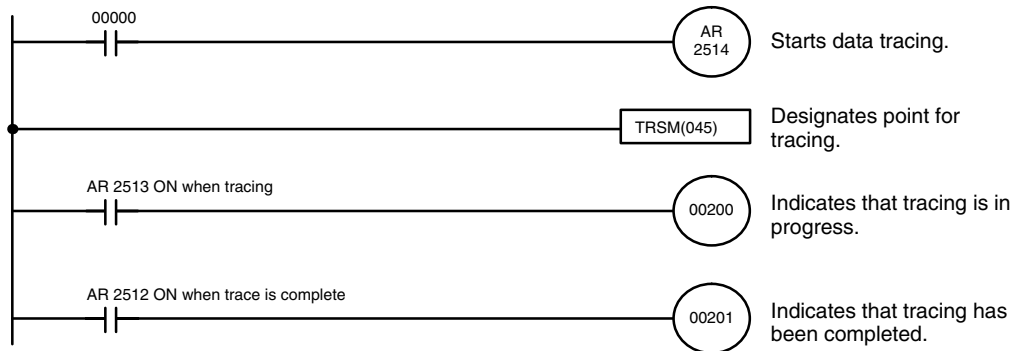 00000
AR
2514
Starts data tracing.
TRSM(045)
Designates point for
tracing.
AR 2513 ON when tracing
00200
Indicates that tracing is in
progress.
AR 2512 ON when trace is complete
00201
Indicates that tracing has
been completed.